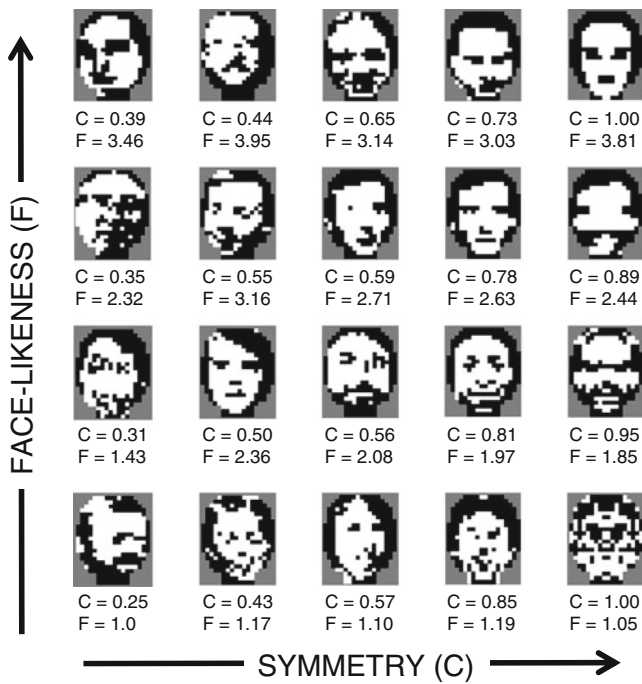 FACE-LIKENESS (F)
C = 0.39 C = 0.44 C = 0.65 C = 0.73 C = 1.00
F = 3.46 F = 3.95 F = 3.14 F = 3.03 F = 3.81
C = 0.35 C = 0.55 C = 0.59 C = 0.78 C = 0.89
F = 2.32 F = 3.16 F = 2.71 F = 2.63 F = 2.44
C = 0.31 C = 0.50 C = 0.56 C = 0.81 C = 0.95
F = 1.43 F = 2.36 F = 2.08 F = 1.97 F = 1.85
C = 0.25 C = 0.43 C = 0.57 C = 0.85 C = 1.00
F = 1.0 F = 1.17 F = 1.10 F = 1.19 F = 1.05
SYMMETRY (C)